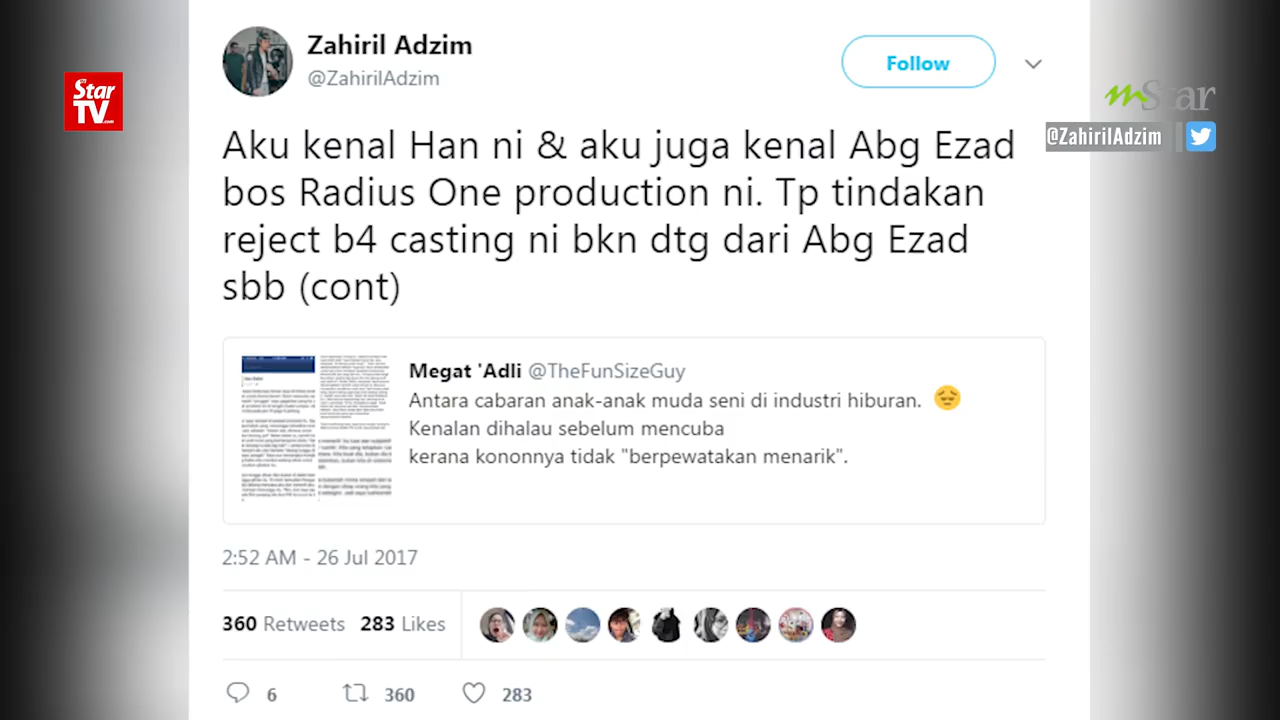 Zahiril Adzim
@ZahirilAdzim
Follow
the Star
TV.com
mStar
@ZahirilAdzim
Aku kenal Han ni & aku juga kenal Abg Ezad
bos Radius One production ni. Tp tindakan
reject b4 casting ni bkn dtg dari Abg Ezad
sbb (cont)
Megat 'Adli @TheFunSizeGuy
Antara cabaran anak-anak muda seni di industri hiburan. 😔
Kenalan dihalau sebelum mencuba
kerana kononnya tidak "berpewatakan menarik".
2:52 AM - 26 Jul 2017
360 Retweets 283 Likes
6 360 283